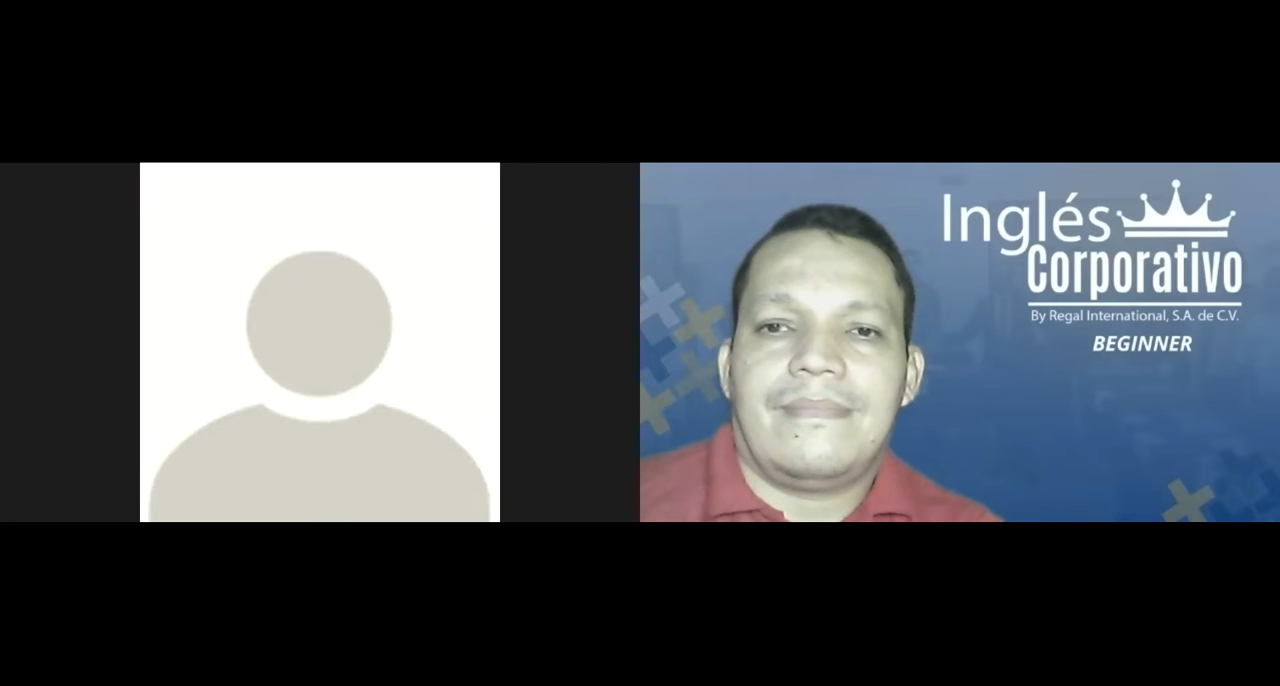 Inglés
Corporativo
By Regal International, S.A. de C.V.
BEGINNER